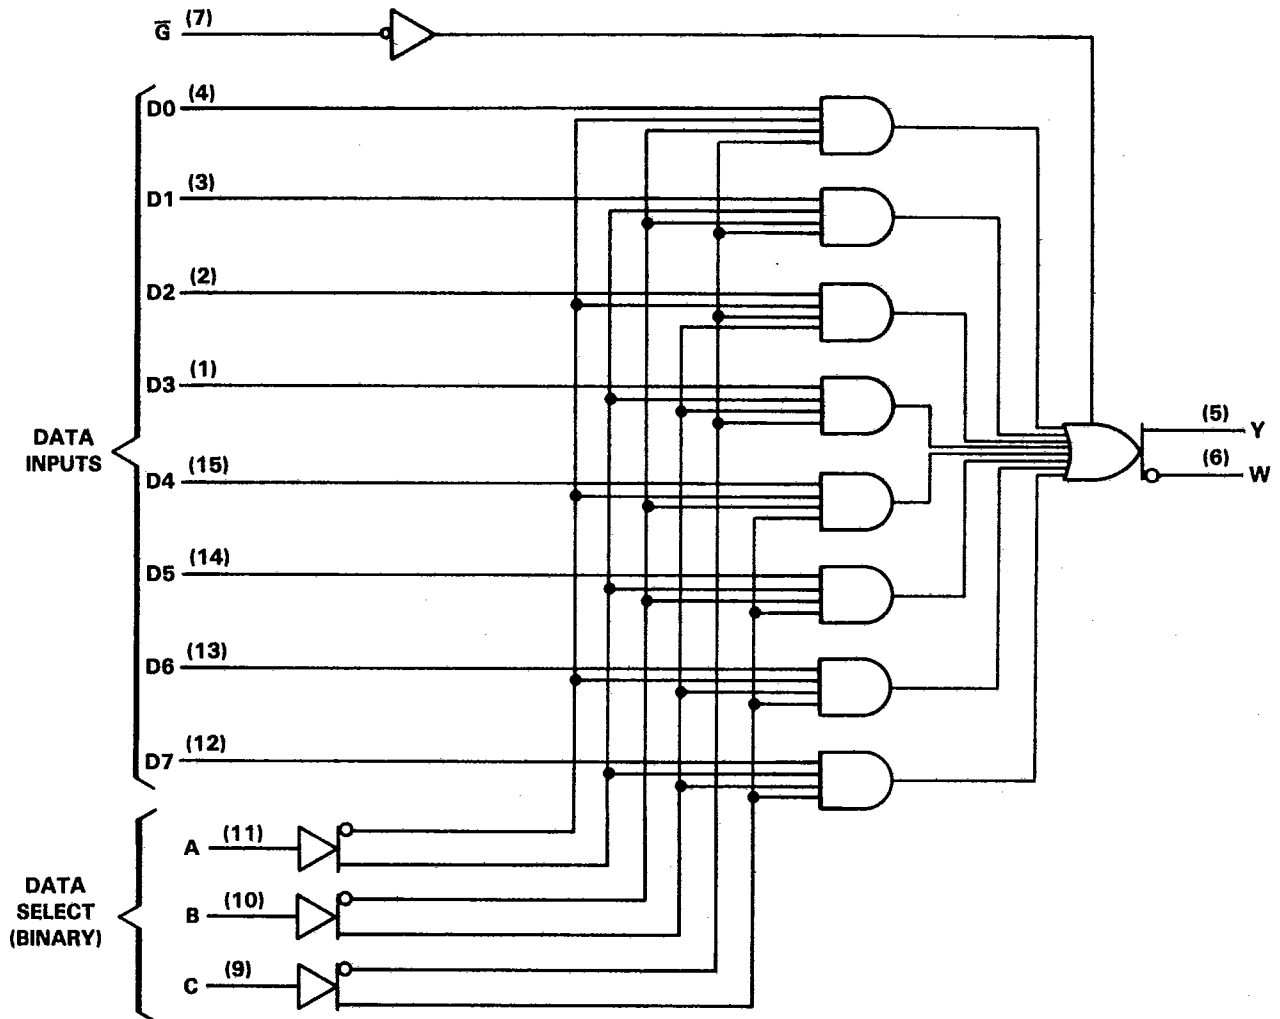 G̅ (7)
D0 (4)
D1 (3)
D2 (2)
D3 (1)
DATA
INPUTS
(5) Y
(6) W
D4 (15)
D5 (14)
D6 (13)
D7 (12)
A (11)
DATA
SELECT
(BINARY)
B (10)
C (9)